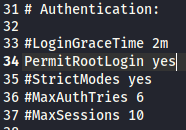 31 # Authentication:
32
33 #LoginGraceTime 2m
34 PermitRootLogin yes
35 #StrictModes yes
36 #MaxAuthTries 6
37 #MaxSessions 10